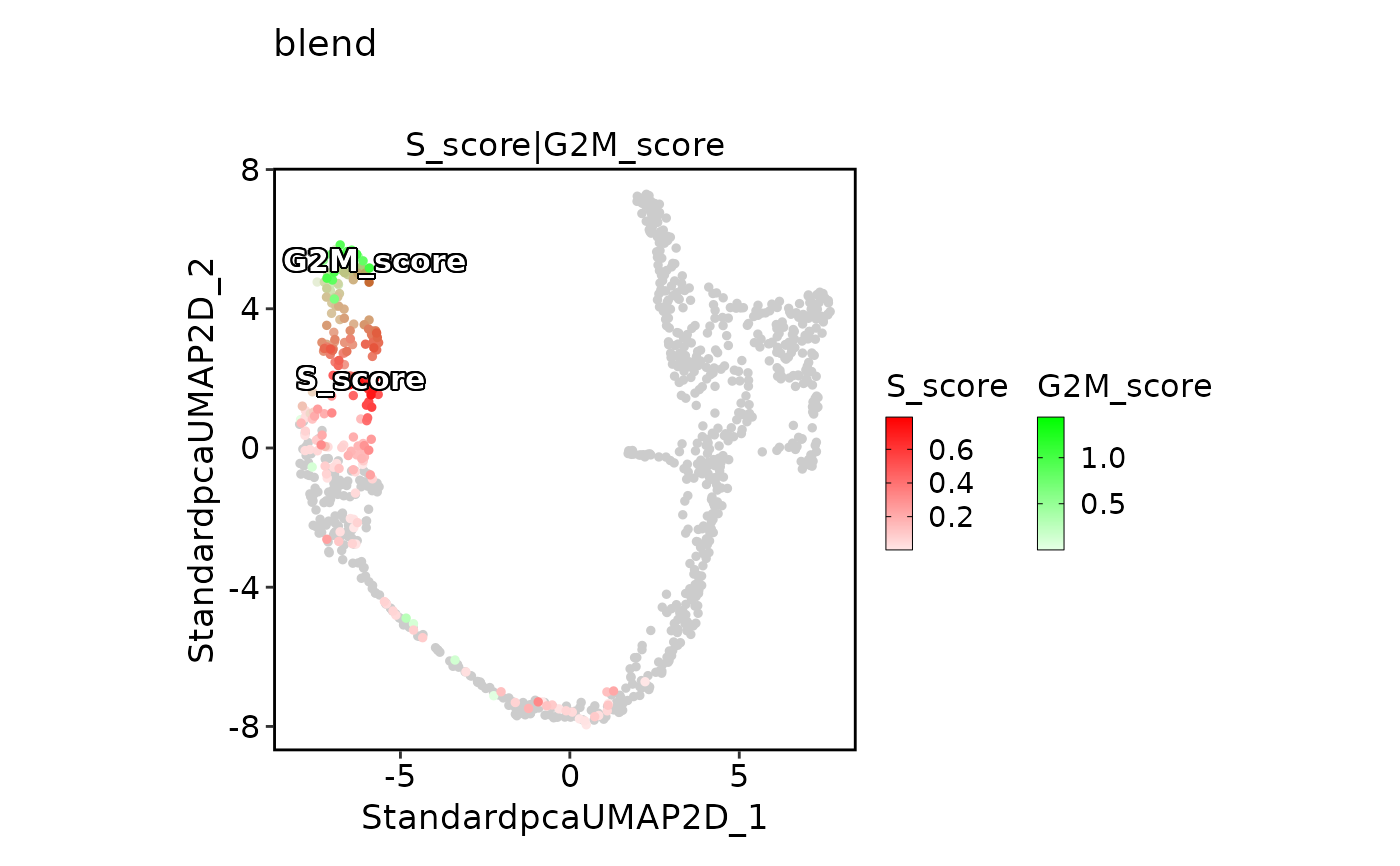 blend
S_score|G2M_score
8
4
0
-4
-8
StandardpcaUMAP2D_2
G2M_score
S_score
-5
0
5
StandardpcaUMAP2D_1
S_score
0.6
0.4
0.2
G2M_score
1.0
0.5